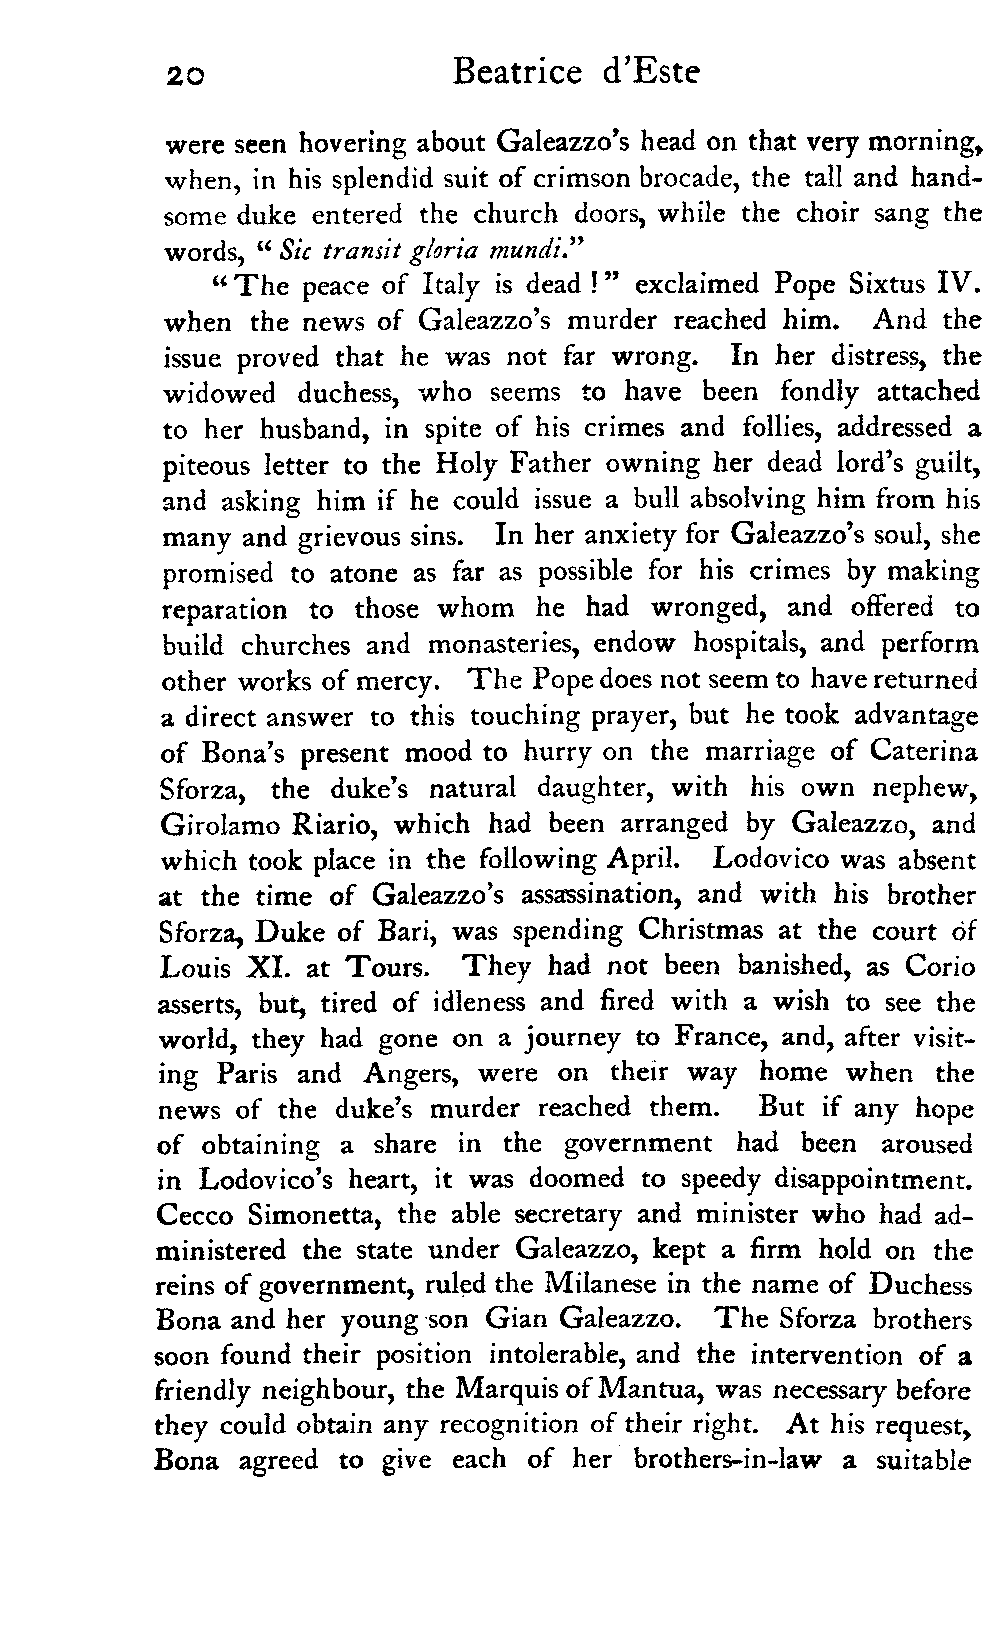 20 Beatrice d'Este
were seen hovering about Galeazzo's head on that very morning,
when, in his splendid suit of crimson brocade, the tall and hand-
some duke entered the church doors, while the choir sang the
words, " Sic transit gloria mundi."
" The peace of Italy is dead ! " exclaimed Pope Sixtus IV.
when the news of Galeazzo's murder reached him. And the
issue proved that he was not far wrong. In her distress, the
widowed duchess, who seems to have been fondly attached
to her husband, in spite of his crimes and follies, addressed a
piteous letter to the Holy Father owning her dead lord's guilt,
and asking him if he could issue a bull absolving him from his
many and grievous sins. In her anxiety for Galeazzo's soul, she
promised to atone as far as possible for his crimes by making
reparation to those whom he had wronged, and offered to
build churches and monasteries, endow hospitals, and perform
other works of mercy. The Pope does not seem to have returned
a direct answer to this touching prayer, but he took advantage
of Bona's present mood to hurry on the marriage of Caterina
Sforza, the duke's natural daughter, with his own nephew,
Girolamo Riario, which had been arranged by Galeazzo, and
which took place in the following April. Lodovico was absent
at the time of Galeazzo's assassination, and with his brother
Sforza, Duke of Bari, was spending Christmas at the court of
Louis XI. at Tours. They had not been banished, as Corio
asserts, but, tired of idleness and fired with a wish to see the
world, they had gone on a journey to France, and, after visit-
ing Paris and Angers, were on their way home when the
news of the duke's murder reached them. But if any hope
of obtaining a share in the government had been aroused
in Lodovico's heart, it was doomed to speedy disappointment.
Cecco Simonetta, the able secretary and minister who had ad-
ministered the state under Galeazzo, kept a firm hold on the
reins of government, ruled the Milanese in the name of Duchess
Bona and her young son Gian Galeazzo. The Sforza brothers
soon found their position intolerable, and the intervention of a
friendly neighbour, the Marquis of Mantua, was necessary before
they could obtain any recognition of their right. At his request,
Bona agreed to give each of her brothers-in-law a suitable